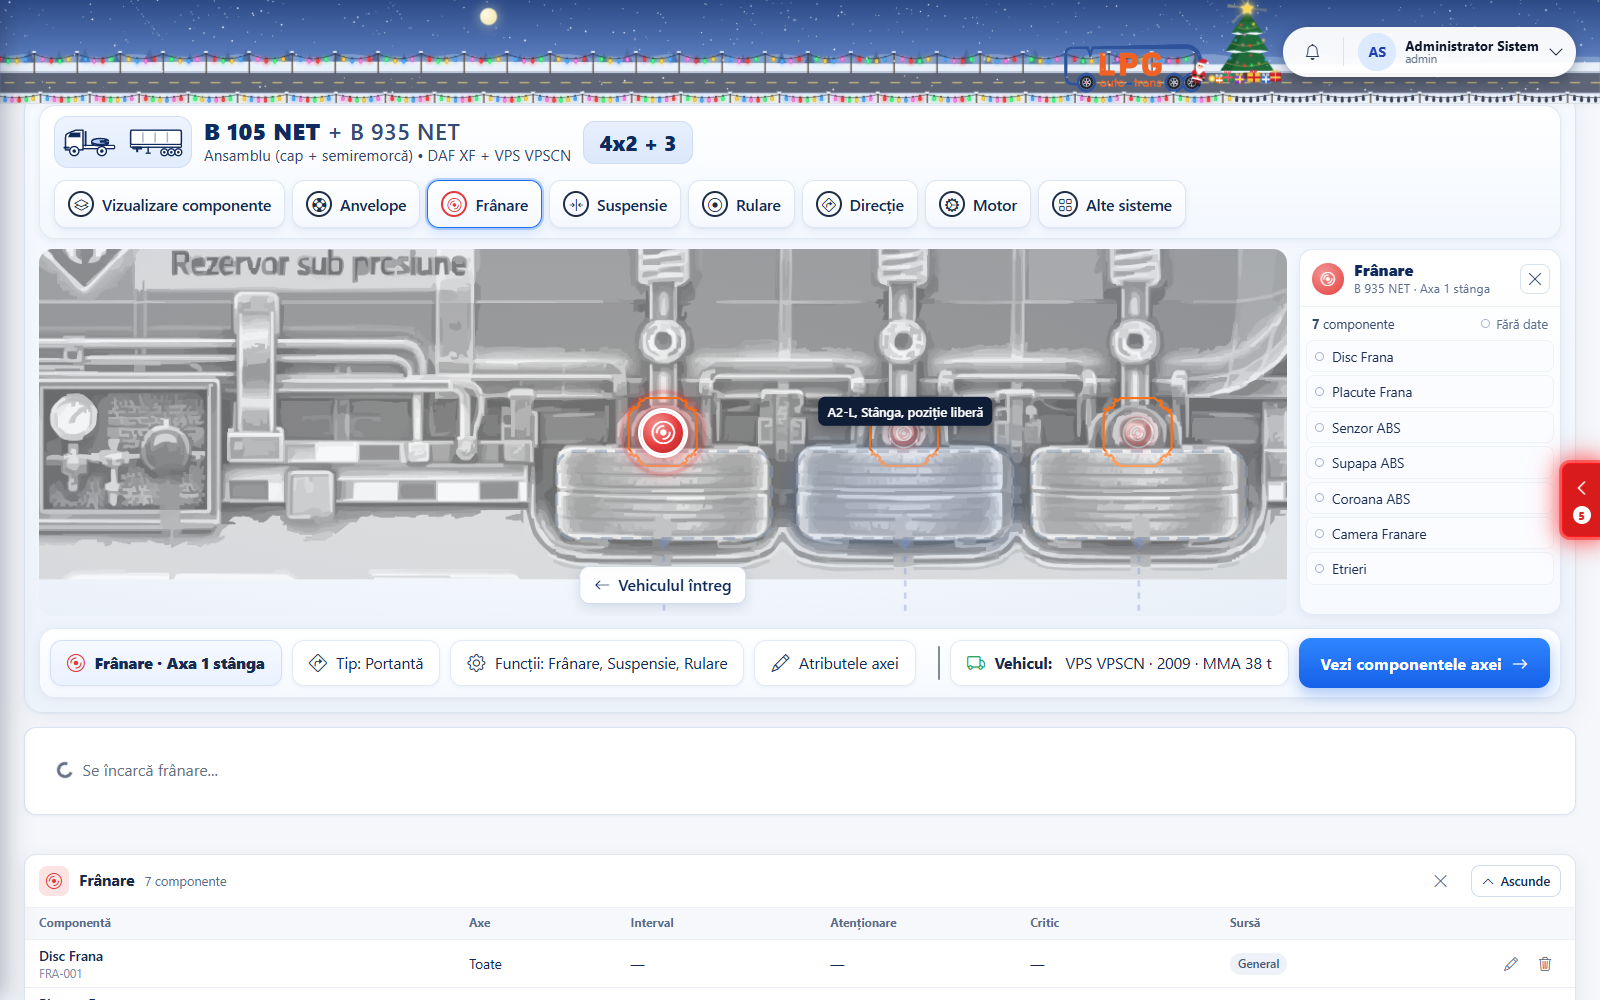 LPG
auto trans
AS
Administrator Sistem
admin
B 105 NET + B 935 NET
Ansamblu (cap + semiremorcă) • DAF XF + VPS VPSCN
4x2 + 3
Vizualizare componente
Anvelope
Frânare
Suspensie
Rulare
Direcție
Motor
Alte sisteme
Rezervor sub presiune
A2-L, Stânga, poziție liberă
← Vehiculul întreg
Frânare
B 935 NET · Axa 1 stânga
7 componente
Fără date
Disc Frana
Placute Frana
Senzor ABS
Supapa ABS
Coroana ABS
Camera Franare
Etrieri
5
Frânare · Axa 1 stânga
Tip: Portantă
Funcții: Frânare, Suspensie, Rulare
Atributele axei
Vehicul: VPS VPSCN · 2009 · MMA 38 t
Vezi componentele axei →
Se încarcă frânare...
Frânare 7 componente
Ascunde
Componentă Axe Interval Atenționare Critic Sursă
Disc Frana
FRA-001
Toate — — — General